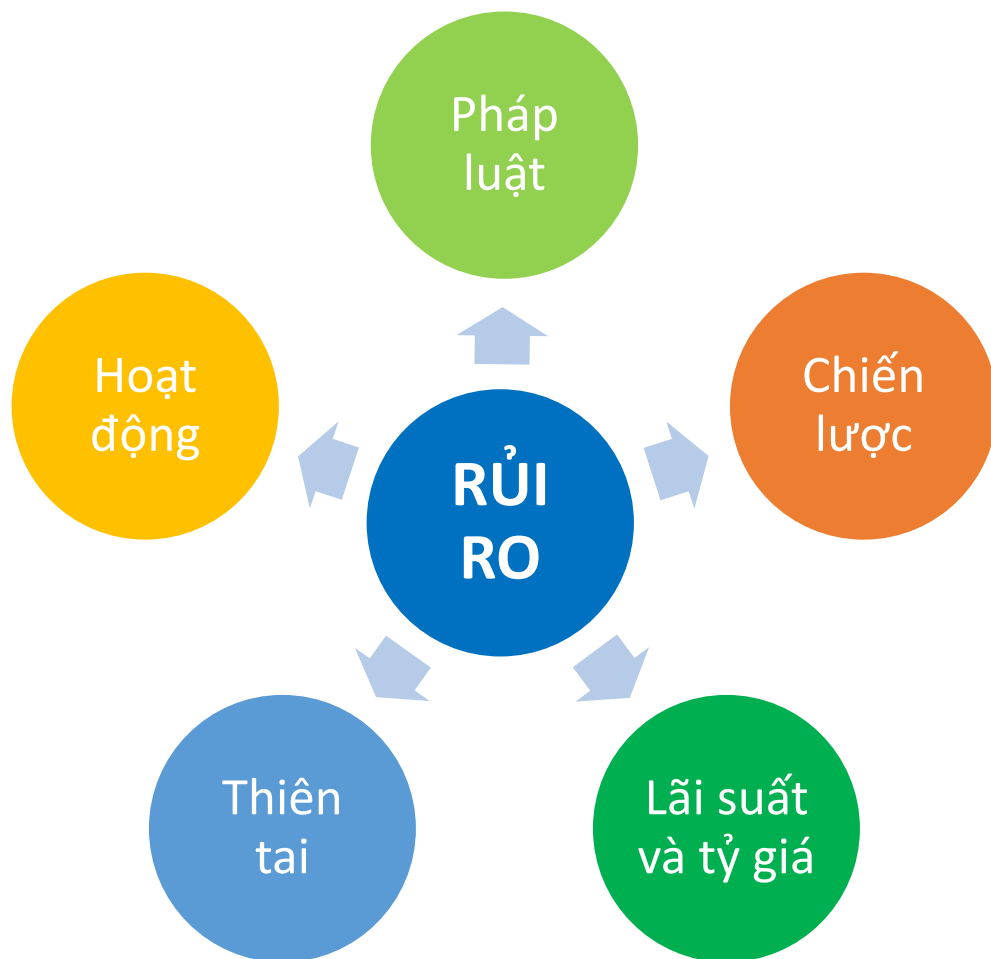 Pháp
luật
Hoạt
động
Chiến
lược
RỦI
RO
Thiên
tai
Lãi suất
và tỷ giá